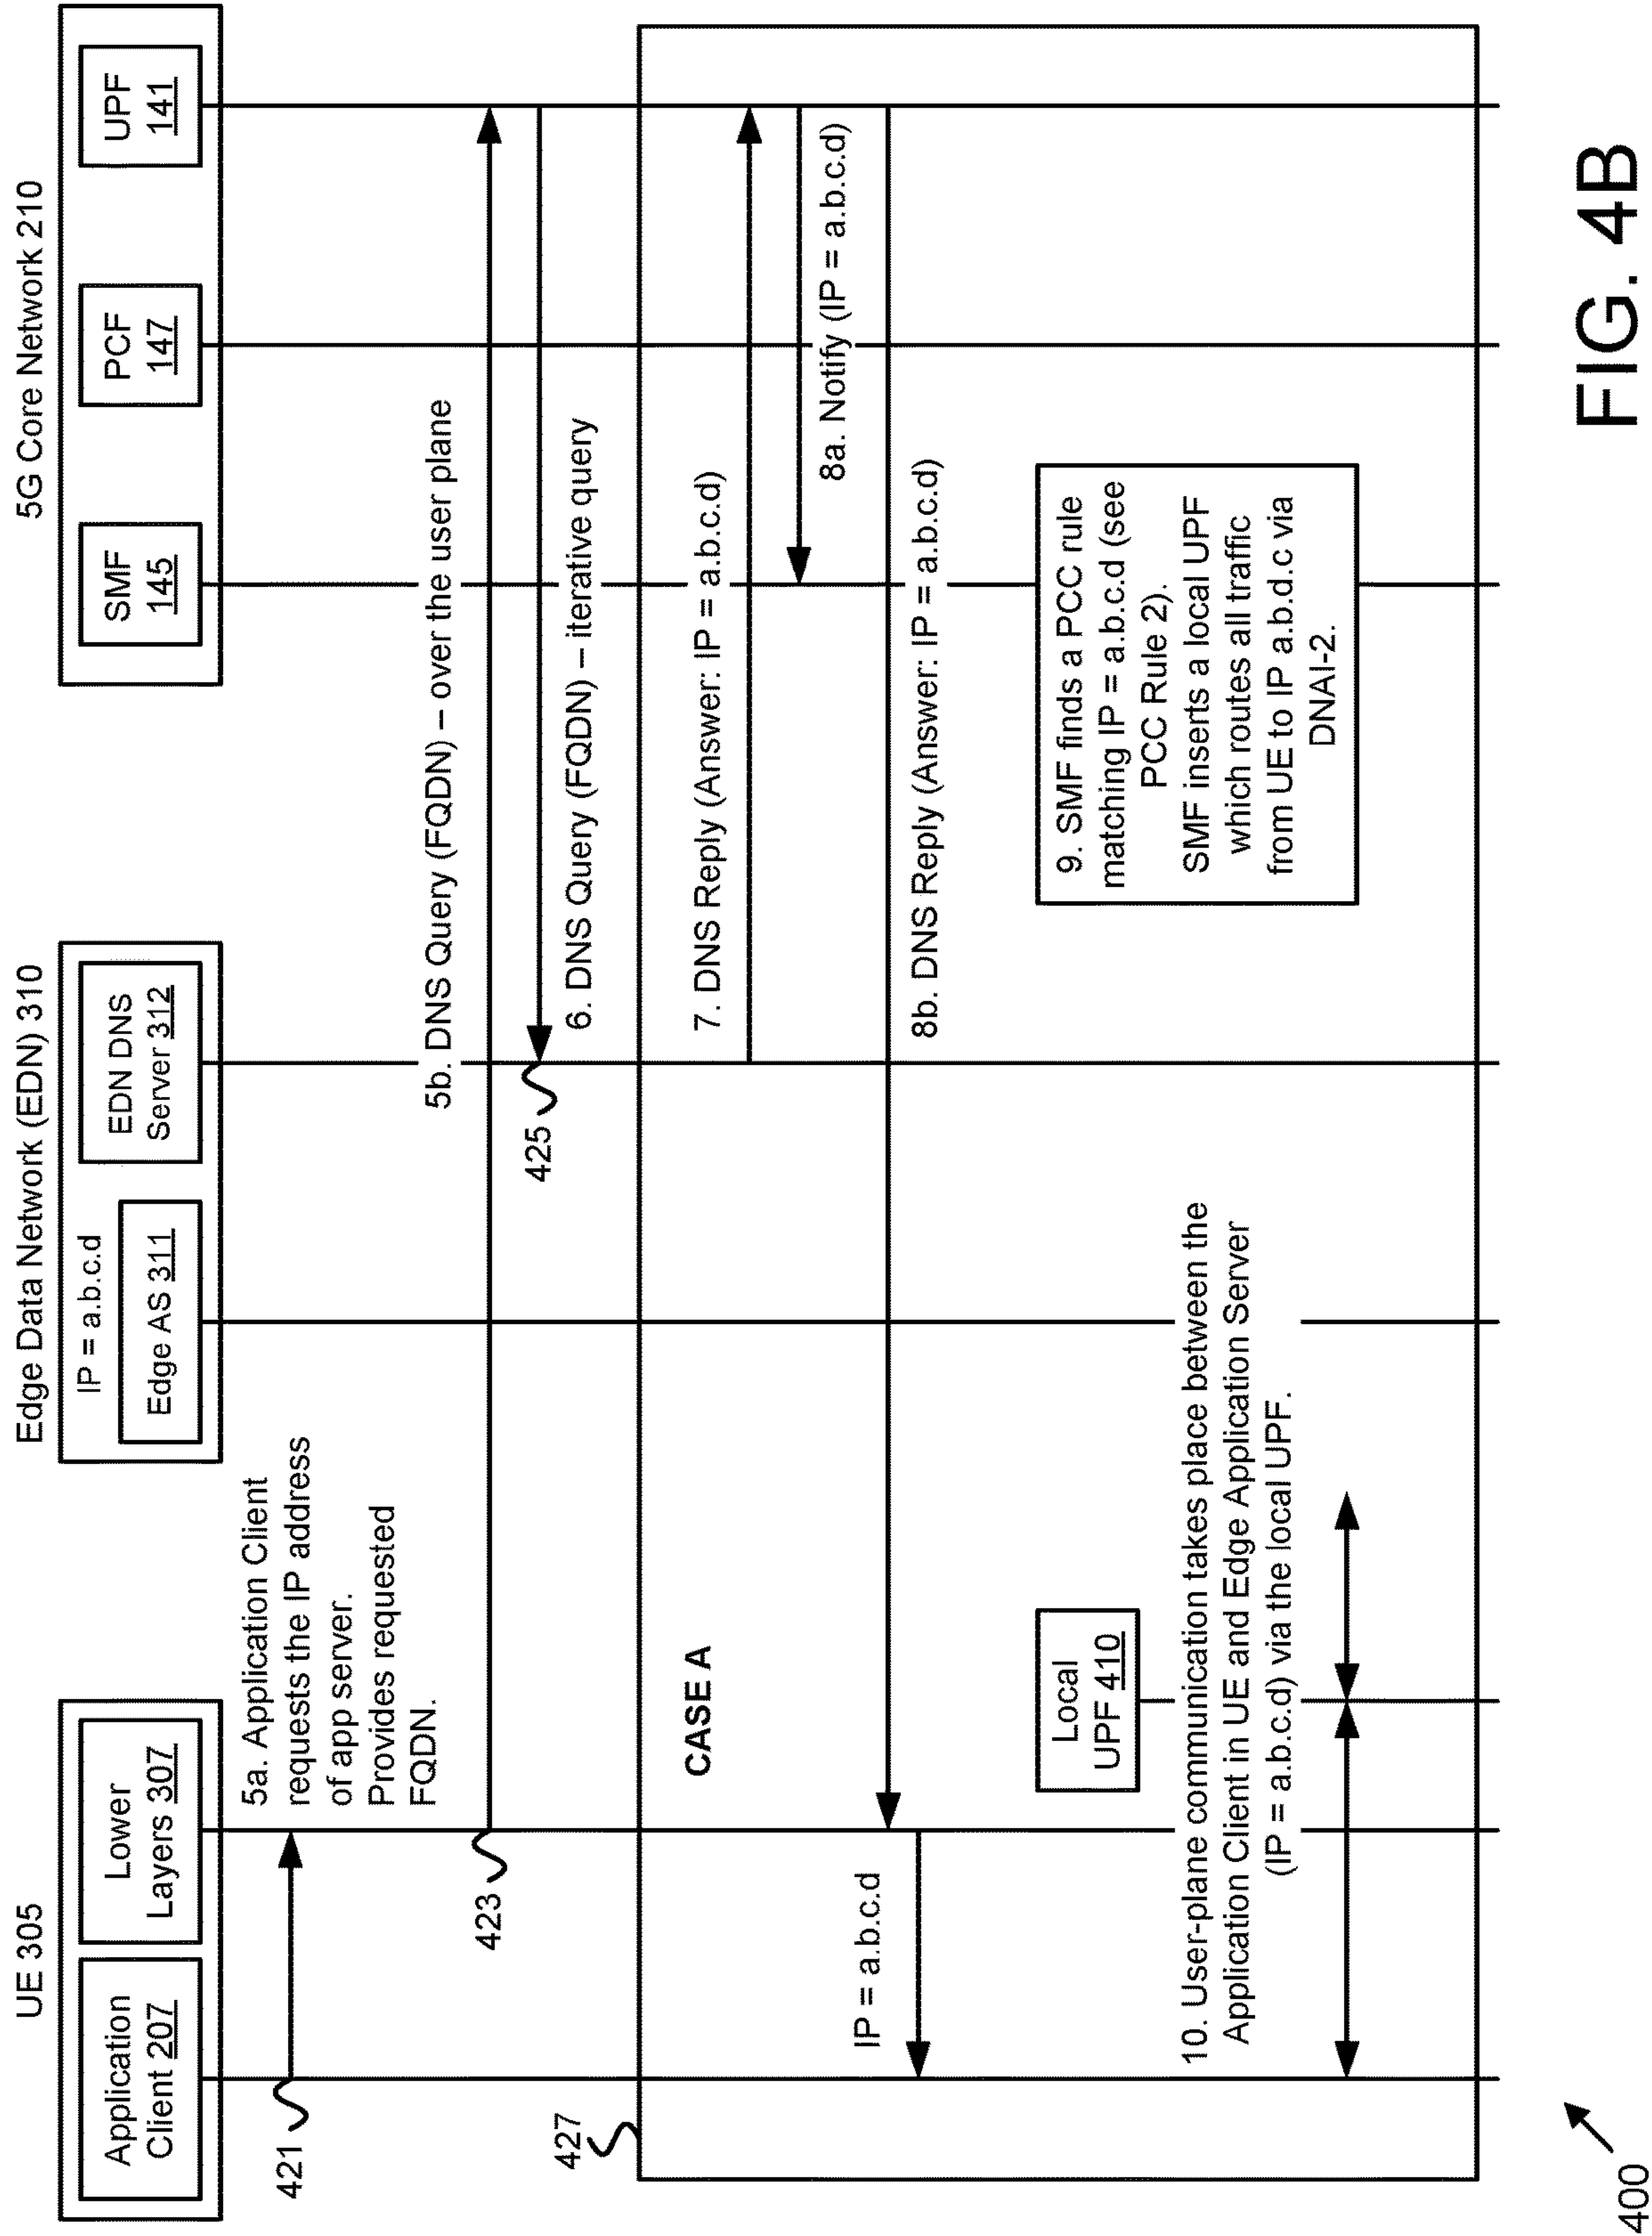 UE 305
Edge Data Network (EDN) 310
5G Core Network 210
Application
Client 207
Lower
Layers 307
IP = a.b.c.d
Edge AS 311
EDN DNS
Server 312
SMF
145
PCF
147
UPF
141
421
5a. Application Client
requests the IP address
of app server.
Provides requested
FQDN.
423
5b. DNS Query (FQDN) – over the user plane
425
6. DNS Query (FQDN) – iterative query
427
CASE A
7. DNS Reply (Answer: IP = a.b.c.d)
8a. Notify (IP = a.b.c.d)
IP = a.b.c.d
8b. DNS Reply (Answer: IP = a.b.c.d)
Local
UPF 410
9. SMF finds a PCC rule
matching IP = a.b.c.d (see
PCC Rule 2).
SMF inserts a local UPF
which routes all traffic
from UE to IP a.b.d.c via
DNAI-2.
10. User-plane communication takes place between the
Application Client in UE and Edge Application Server
(IP = a.b.c.d) via the local UPF.
400
FIG. 4B